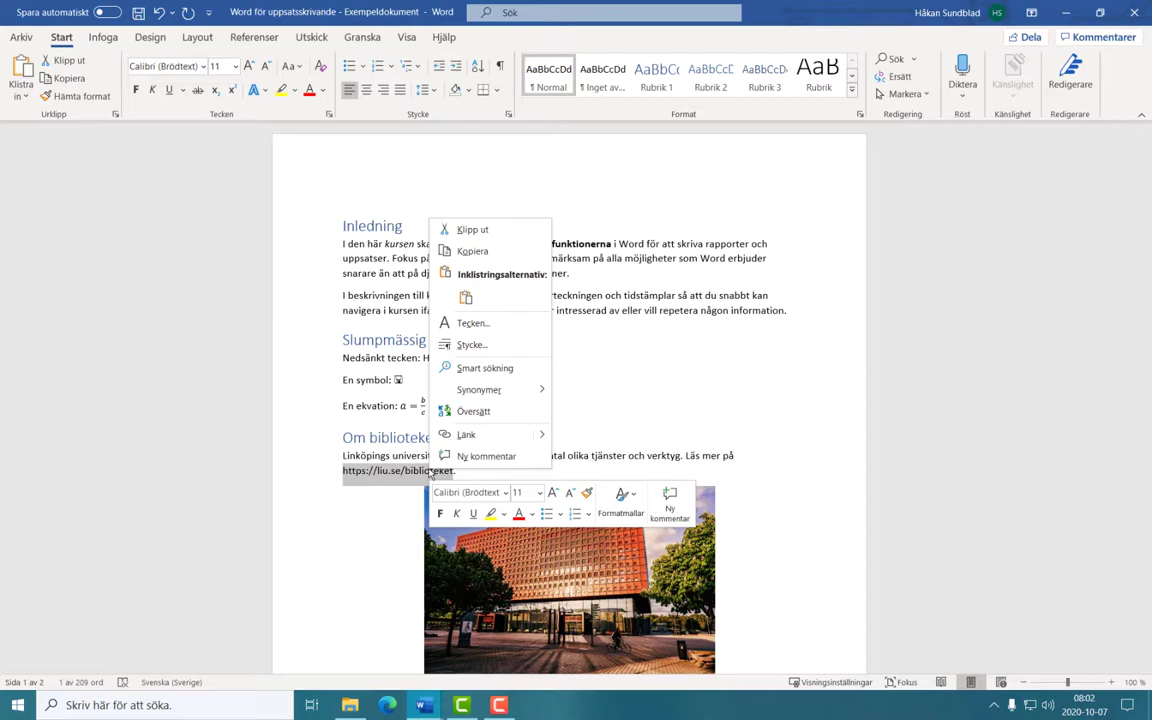 Spara automatiskt
Word för uppsatsskrivande - Exempeldokument - Word
Sök
Håkan Sundblad HS
Arkiv Start Infoga Design Layout Referenser Utskick Granska Visa Hjälp
Dela Kommentarer
Klistra in
Klipp ut
Kopiera
Hämta format
Urklipp
Calibri (Brödtext) 11
Tecken
Stycke
AaBbCcDd AaBbCcDd AaBbCc AaBbCcD AaBbCcD AaB
¶ Normal ¶ Inget av... Rubrik 1 Rubrik 2 Rubrik 3 Rubrik
Format
Sök
Ersätt
Markera
Redigering
Diktera
Röst
Känslighet
Känslighet
Redigerare
Redigerare
Inledning
I den här kursen ska funktionerna i Word för att skriva rapporter och
uppsatser. Fokus på märksam på alla möjligheter som Word erbjuder
snarare än att på dj ner.
I beskrivningen till k rteckningen och tidstämplar så att du snabbt kan
navigera i kursen ifa r intresserad av eller vill repetera någon information.
Slumpmässig
Nedsänkt tecken: H
En symbol:
En ekvation: a = b/c
Om biblioteke
Linköpings universit tal olika tjänster och verktyg. Läs mer på
https://liu.se/biblioteket.
Klipp ut
Kopiera
Inklistringsalternativ:
Tecken...
Stycke...
Smart sökning
Synonymer
Översätt
Länk
Ny kommentar
Calibri (Brödtext 11
F K U
Formatmallar
Ny kommentar
Sida 1 av 2 1 av 209 ord Svenska (Sverige)
Visningsinställningar Fokus 100 %
Skriv här för att söka.
08:02
2020-10-07